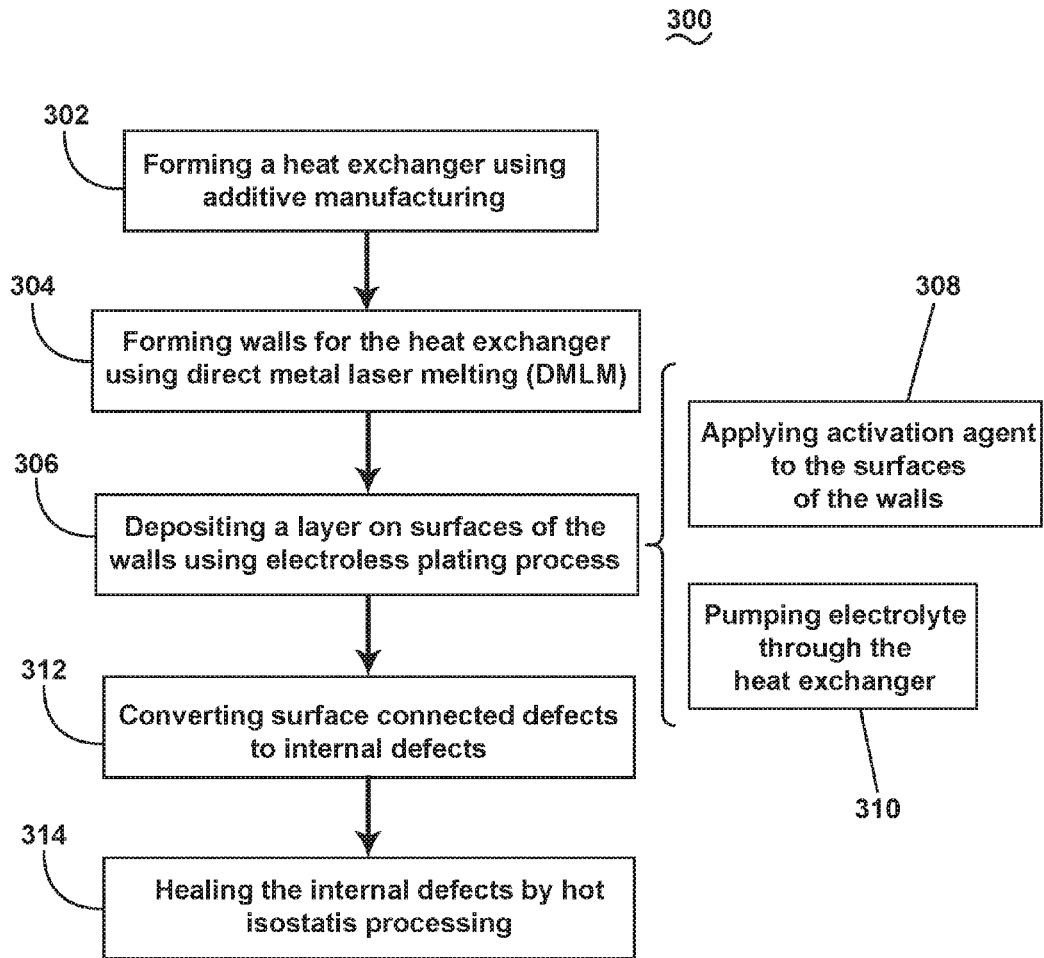 300
302
Forming a heat exchanger using
additive manufacturing
304
Forming walls for the heat exchanger
using direct metal laser melting (DMLM)
306
Depositing a layer on surfaces of the
walls using electroless plating process
308
Applying activation agent
to the surfaces
of the walls
Pumping electrolyte
through the
heat exchanger
310
312
Converting surface connected defects
to internal defects
314
Healing the internal defects by hot
isostatis processing